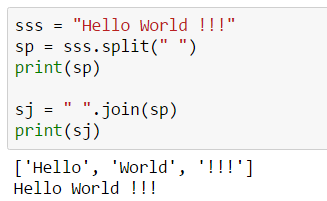 sss = "Hello World !!!"
sp = sss.split(" ")
print(sp)
sj = " ".join(sp)
print(sj)
['Hello', 'World', '!!!']
Hello World !!!